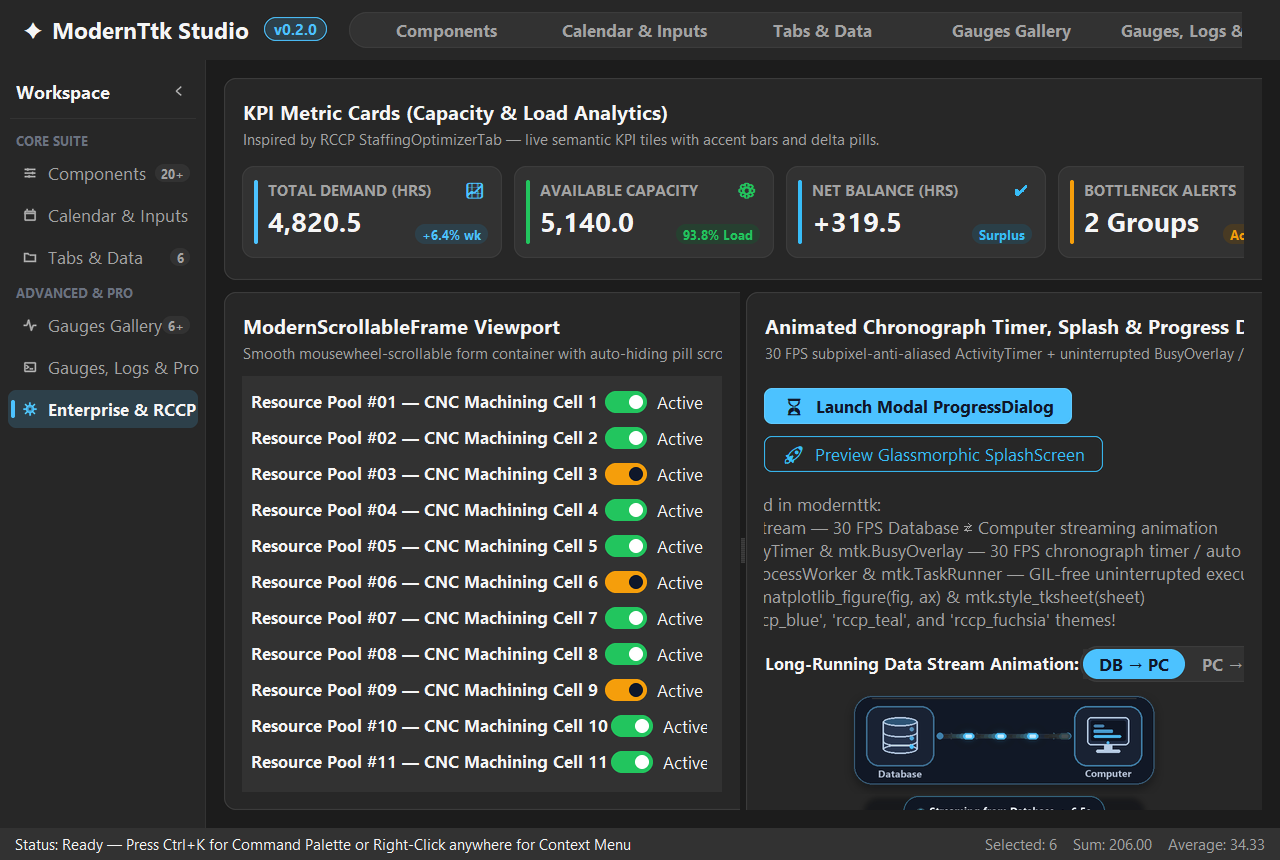 ✦ ModernTtk Studio v0.2.0 Components Calendar & Inputs Tabs & Data Gauges Gallery Gauges, Logs &
Workspace
CORE SUITE
Components 20+
Calendar & Inputs
Tabs & Data 6
ADVANCED & PRO
Gauges Gallery 6+
Gauges, Logs & Pro
Enterprise & RCCP
KPI Metric Cards (Capacity & Load Analytics)
Inspired by RCCP StaffingOptimizerTab — live semantic KPI tiles with accent bars and delta pills.
TOTAL DEMAND (HRS)
4,820.5
+6.4% wk
AVAILABLE CAPACITY
5,140.0
93.8% Load
NET BALANCE (HRS)
+319.5
Surplus
BOTTLENECK ALERTS
2 Groups
Ac
ModernScrollableFrame Viewport
Smooth mousewheel-scrollable form container with auto-hiding pill scro
Resource Pool #01 — CNC Machining Cell 1 Active
Resource Pool #02 — CNC Machining Cell 2 Active
Resource Pool #03 — CNC Machining Cell 3 Active
Resource Pool #04 — CNC Machining Cell 4 Active
Resource Pool #05 — CNC Machining Cell 5 Active
Resource Pool #06 — CNC Machining Cell 6 Active
Resource Pool #07 — CNC Machining Cell 7 Active
Resource Pool #08 — CNC Machining Cell 8 Active
Resource Pool #09 — CNC Machining Cell 9 Active
Resource Pool #10 — CNC Machining Cell 10 Active
Resource Pool #11 — CNC Machining Cell 11 Active
Animated Chronograph Timer, Splash & Progress D
30 FPS subpixel-anti-aliased ActivityTimer + uninterrupted BusyOverlay /
Launch Modal ProgressDialog
Preview Glassmorphic SplashScreen
d in modernttk:
tream — 30 FPS Database ⇄ Computer streaming animation
yTimer & mtk.BusyOverlay — 30 FPS chronograph timer / auto
ocessWorker & mtk.TaskRunner — GIL-free uninterrupted execu
matplotlib_figure(fig, ax) & mtk.style_tksheet(sheet)
cp_blue', 'rccp_teal', and 'rccp_fuchsia' themes!
Long-Running Data Stream Animation: DB → PC PC →
Database Computer
Status: Ready — Press Ctrl+K for Command Palette or Right-Click anywhere for Context Menu
Selected: 6 Sum: 206.00 Average: 34.33